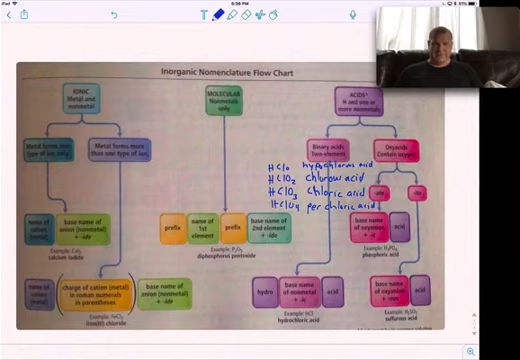 iPad
5:36 PM
81%
T
Inorganic Nomenclature Flow Chart
IONIC
Metal and
nonmetal
MOLECULAR
Nonmetals
only
ACIDS*
H and one or
more nonmetals
Metal forms one
type of ion only
Metal forms more
than one type of ion
Binary acids
Two-element
Oxyacids
Contain oxygen
HClO hypochlorous acid
HClO2 chlorous acid
HClO3 chloric acid
HClO4 perchloric acid
-ate
-ite
name of
cation
(metal)
base name of
anion (nonmetal)
+ -ide
Example: CaI2
calcium iodide
prefix
name of
1st
element
prefix
base name of
2nd element
+ -ide
Example: P2O5
diphosphorus pentoxide
base name of
oxyanion
+ -ic
acid
Example: H3PO4
phosphoric acid
name of
cation
(metal)
charge of cation (metal)
in roman numerals
in parentheses
base name of
anion (nonmetal)
+ -ide
Example: FeCl3
iron(III) chloride
hydro
base name
of nonmetal
+ -ic
acid
Example: HCl
hydrochloric acid
base name of
oxyanion
+ -ous
acid
Example: H2SO3
sulfurous acid